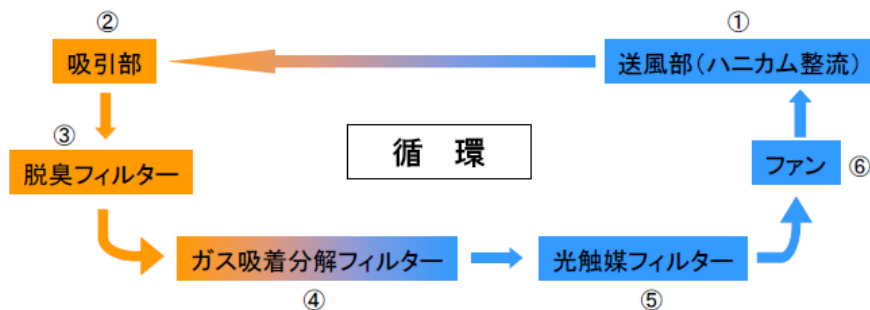 ②
①
吸引部
送風部(ハニカム整流)
③
脱臭フィルター
循 環
ファン
⑥
ガス吸着分解フィルター
光触媒フィルター
④
⑤